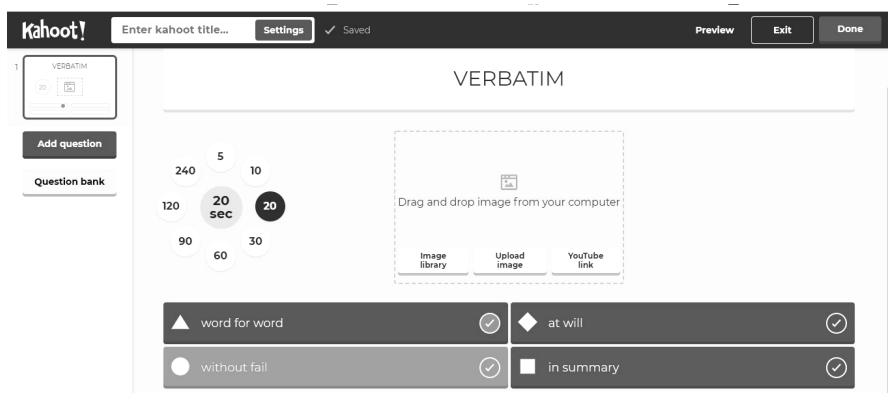 Kahoot!
Enter kahoot title...
Settings
Saved
Preview
Exit
Done
1
VERBATIM
20
Add question
Question bank
VERBATIM
5
10
20
30
60
90
120
240
20
sec
Drag and drop image from your computer
Image
library
Upload
image
YouTube
link
word for word
at will
without fail
in summary